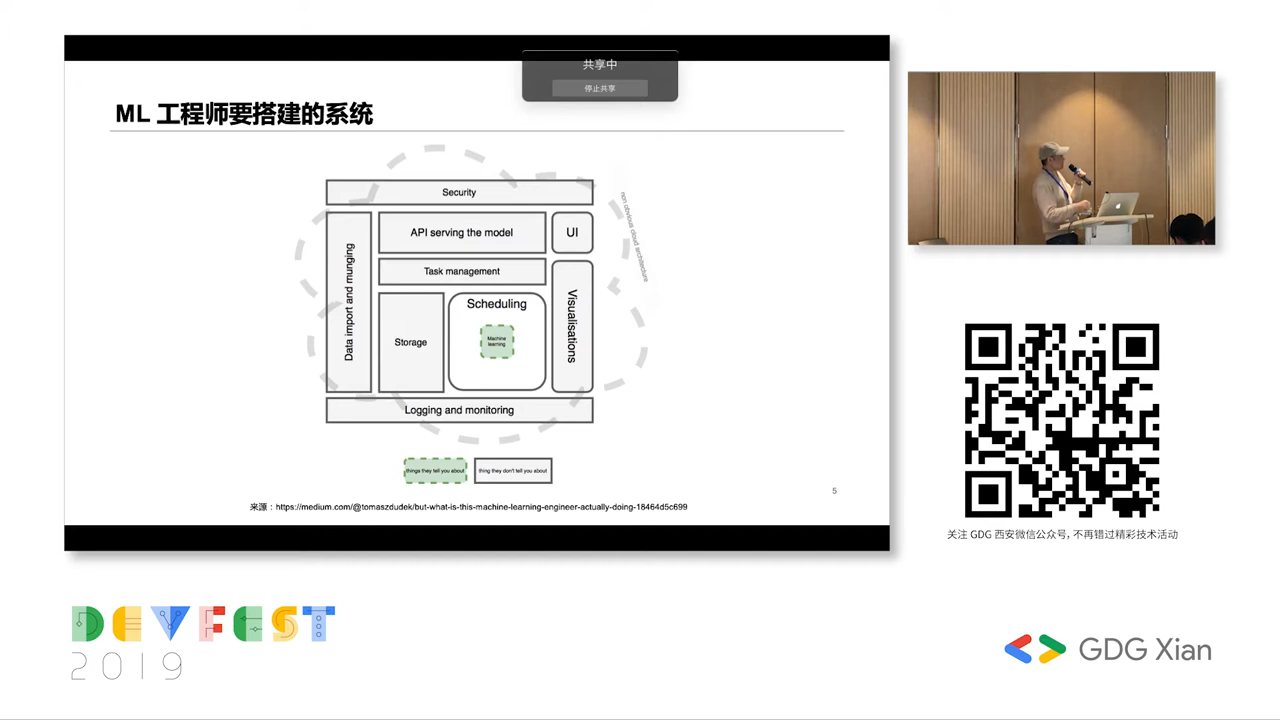 共享中
停止共享
ML 工程师要搭建的系统
Security
API serving the model
UI
Data import and munging
Task management
Storage
Scheduling
Machine
learning
Visualisations
Logging and monitoring
non obvious cloud architecture
things they tell you about
thing they don't tell you about
5
来源：https://medium.com/@tomaszdudek/but-what-is-this-machine-learning-engineer-actually-doing-18464d5c699
关注 GDG 西安微信公众号, 不再错过精彩技术活动
DEVFEST
2019
GDG Xian